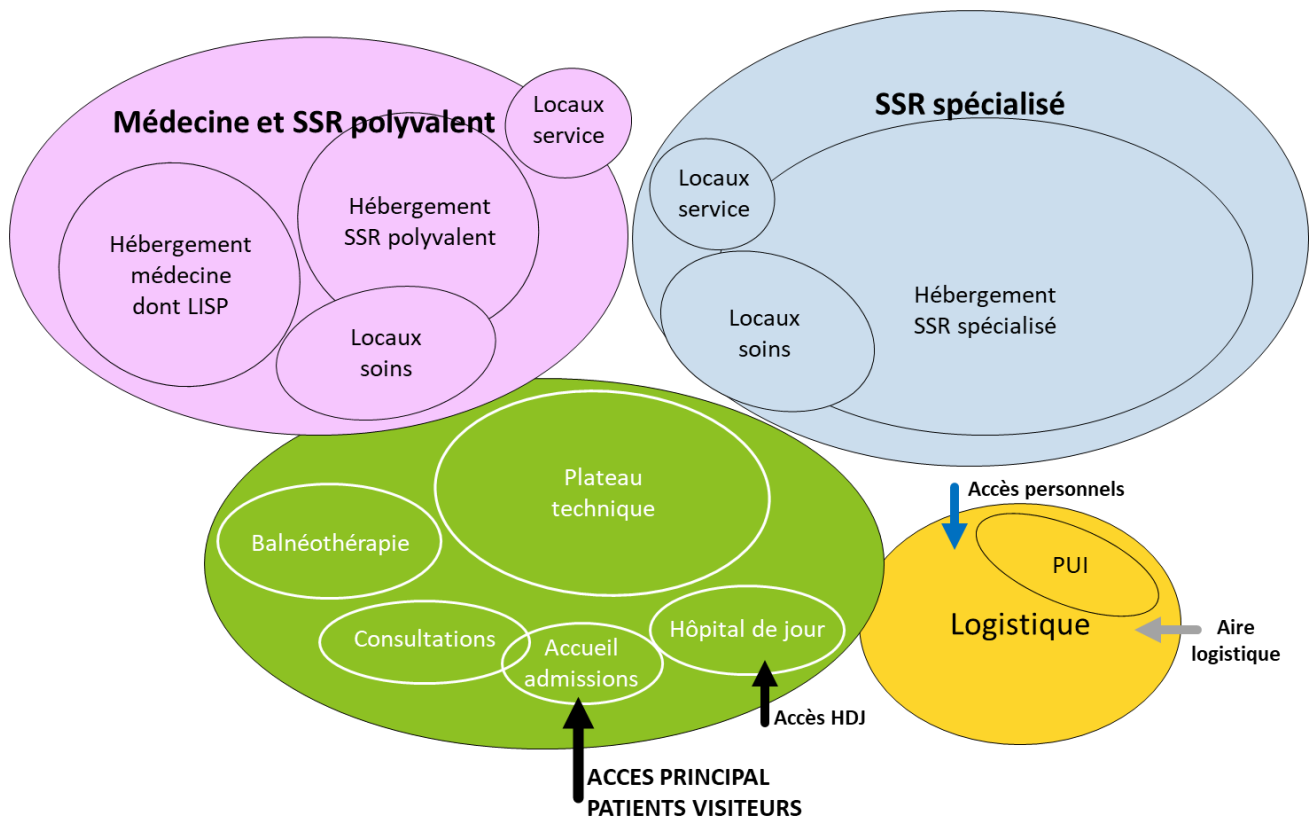 Médecine et SSR polyvalent
Locaux
service
Hébergement
SSR polyvalent
Hébergement
médecine
dont LISP
Locaux
soins
SSR spécialisé
Locaux
service
Locaux
soins
Hébergement
SSR spécialisé
Plateau
technique
Balnéothérapie
Consultations
Accueil
admissions
Hôpital de jour
Accès HDJ
ACCES PRINCIPAL
PATIENTS VISITEURS
Accès personnels
PUI
Logistique
Aire
logistique